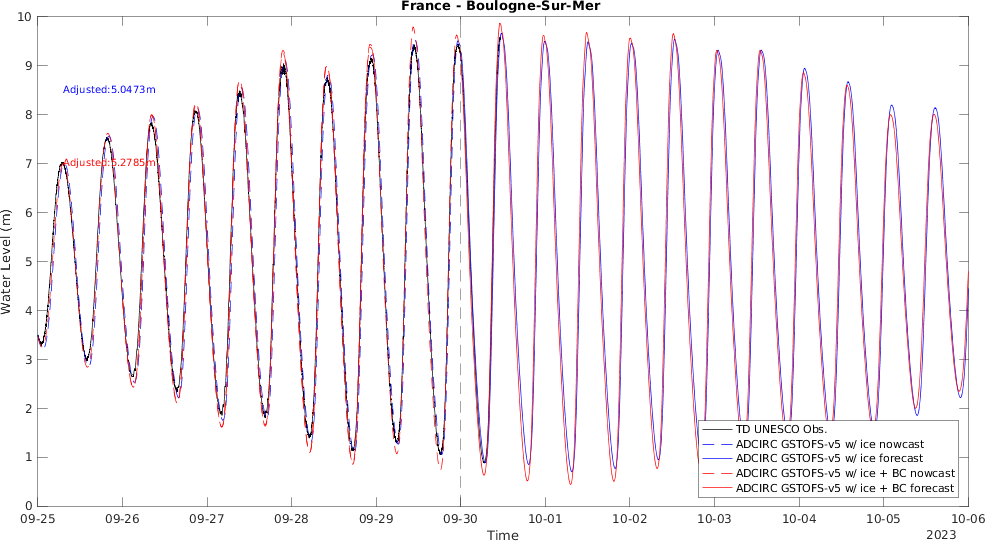 France - Boulogne-Sur-Mer
10
9
8
7
6
5
4
3
2
1
0
Water Level (m)
Adjusted:5.0473m
Adjusted:5.2785m
TD UNESCO Obs.
ADCIRC GSTOFS-v5 w/ ice nowcast
ADCIRC GSTOFS-v5 w/ ice forecast
ADCIRC GSTOFS-v5 w/ ice + BC nowcast
ADCIRC GSTOFS-v5 w/ ice + BC forecast
09-25 09-26 09-27 09-28 09-29 09-30 10-01 10-02 10-03 10-04 10-05 10-06
Time
2023